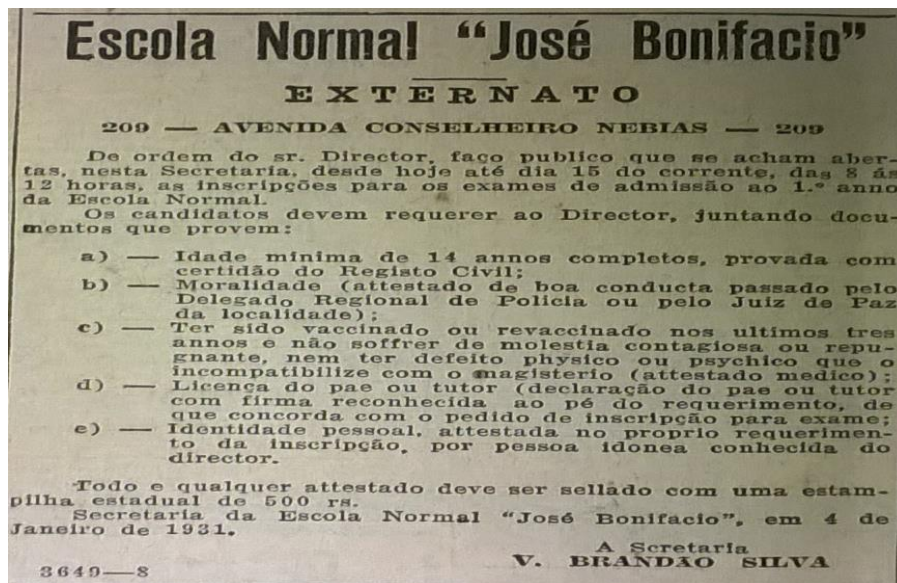 Escola Normal “José Bonifacio”
EXTERNATO
209 — AVENIDA CONSELHEIRO NEBIAS — 209
De ordem do sr. Director, faço publico que se acham aber-
tas, nesta Secretaria, desde hoje até dia 15 do corrente, das 8 ás
12 horas, as inscripções para os exames de admissão ao 1.º anno
da Escola Normal.
Os candidatos devem requerer ao Director, juntando docu-
mentos que provem:
a) — Idade minima de 14 annos completos, provada com
certidão do Registo Civil;
b) — Moralidade (attestado de boa conducta passado pelo
Delegado Regional de Policia ou pelo Juiz de Paz
da localidade);
c) — Ter sido vaccinado ou revaccinado nos ultimos tres
annos e não soffrer de molestia contagiosa ou repu-
gnante, nem ter defeito physico ou psychico que o
incompatibilize com o magisterio (attestado medico);
d) — Licença do pae ou tutor (declaração do pae ou tutor
com firma reconhecida ao pé do requerimento, de
que concorda com o pedido de inscripção para exame;
e) — Identidade pessoal, attestada no proprio requerimen-
to da inscripção, por pessoa idonea conhecida do
director.
Todo e qualquer attestado deve ser sellado com uma estam-
pilha estadual de 500 rs.
Secretaria da Escola Normal “José Bonifacio”, em 4 de
Janeiro de 1931.
A Scretaria
V. BRANDÃO SILVA
3649—8